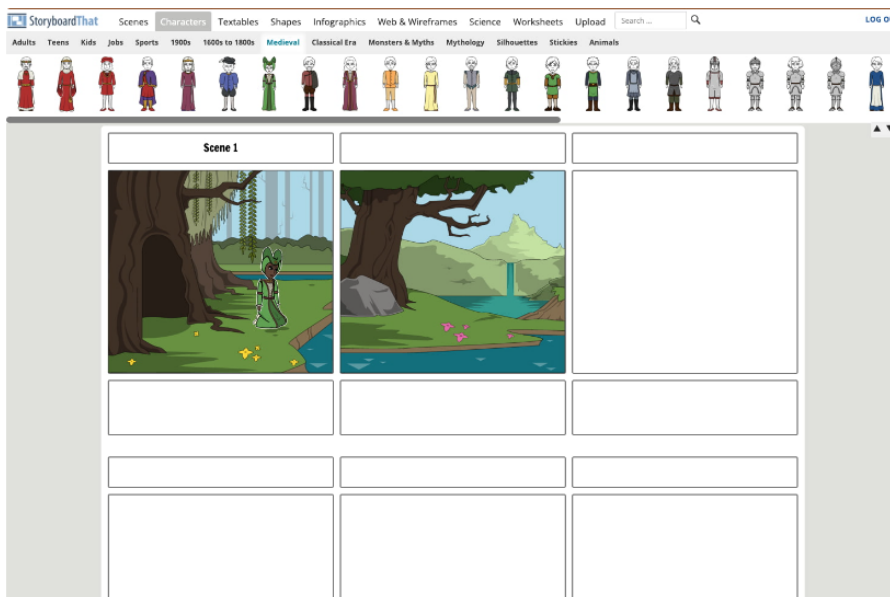 StoryboardThat Scenes Characters Textables Shapes Infographics Web & Wireframes Science Worksheets Upload Search ... LOG
Adults Teens Kids Jobs Sports 1900s 1600s to 1800s Medieval Classical Era Monsters & Myths Mythology Silhouettes Stickies Animals
Scene 1